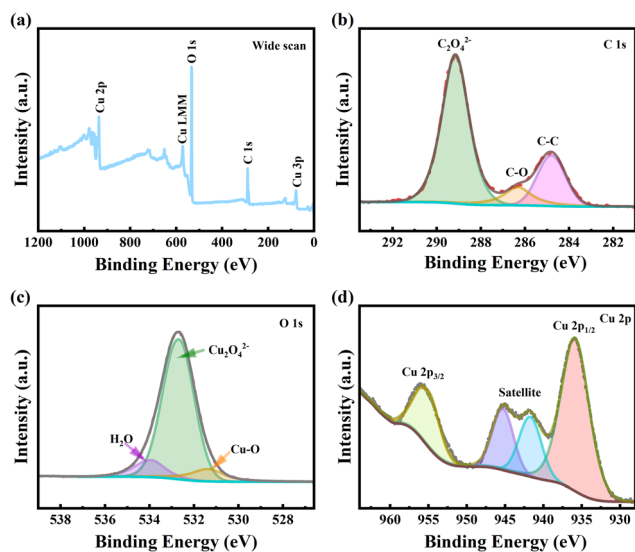 (a)
Wide scan
O 1s
Cu 2p
Cu LMM
C 1s
Cu 3p
Intensity (a.u.)
1200 1000 800 600 400 200 0
Binding Energy (eV)
(b)
C 1s
C₂O₄²⁻
C-O
C-C
Intensity (a.u.)
292 290 288 286 284 282
Binding Energy (eV)
(c)
O 1s
Cu₂O₄²⁻
H₂O
Cu-O
Intensity (a.u.)
538 536 534 532 530 528
Binding Energy (eV)
(d)
Cu 2p
Cu 2p₁/₂
Cu 2p₃/₂
Satellite
Intensity (a.u.)
960 955 950 945 940 935 930
Binding Energy (eV)